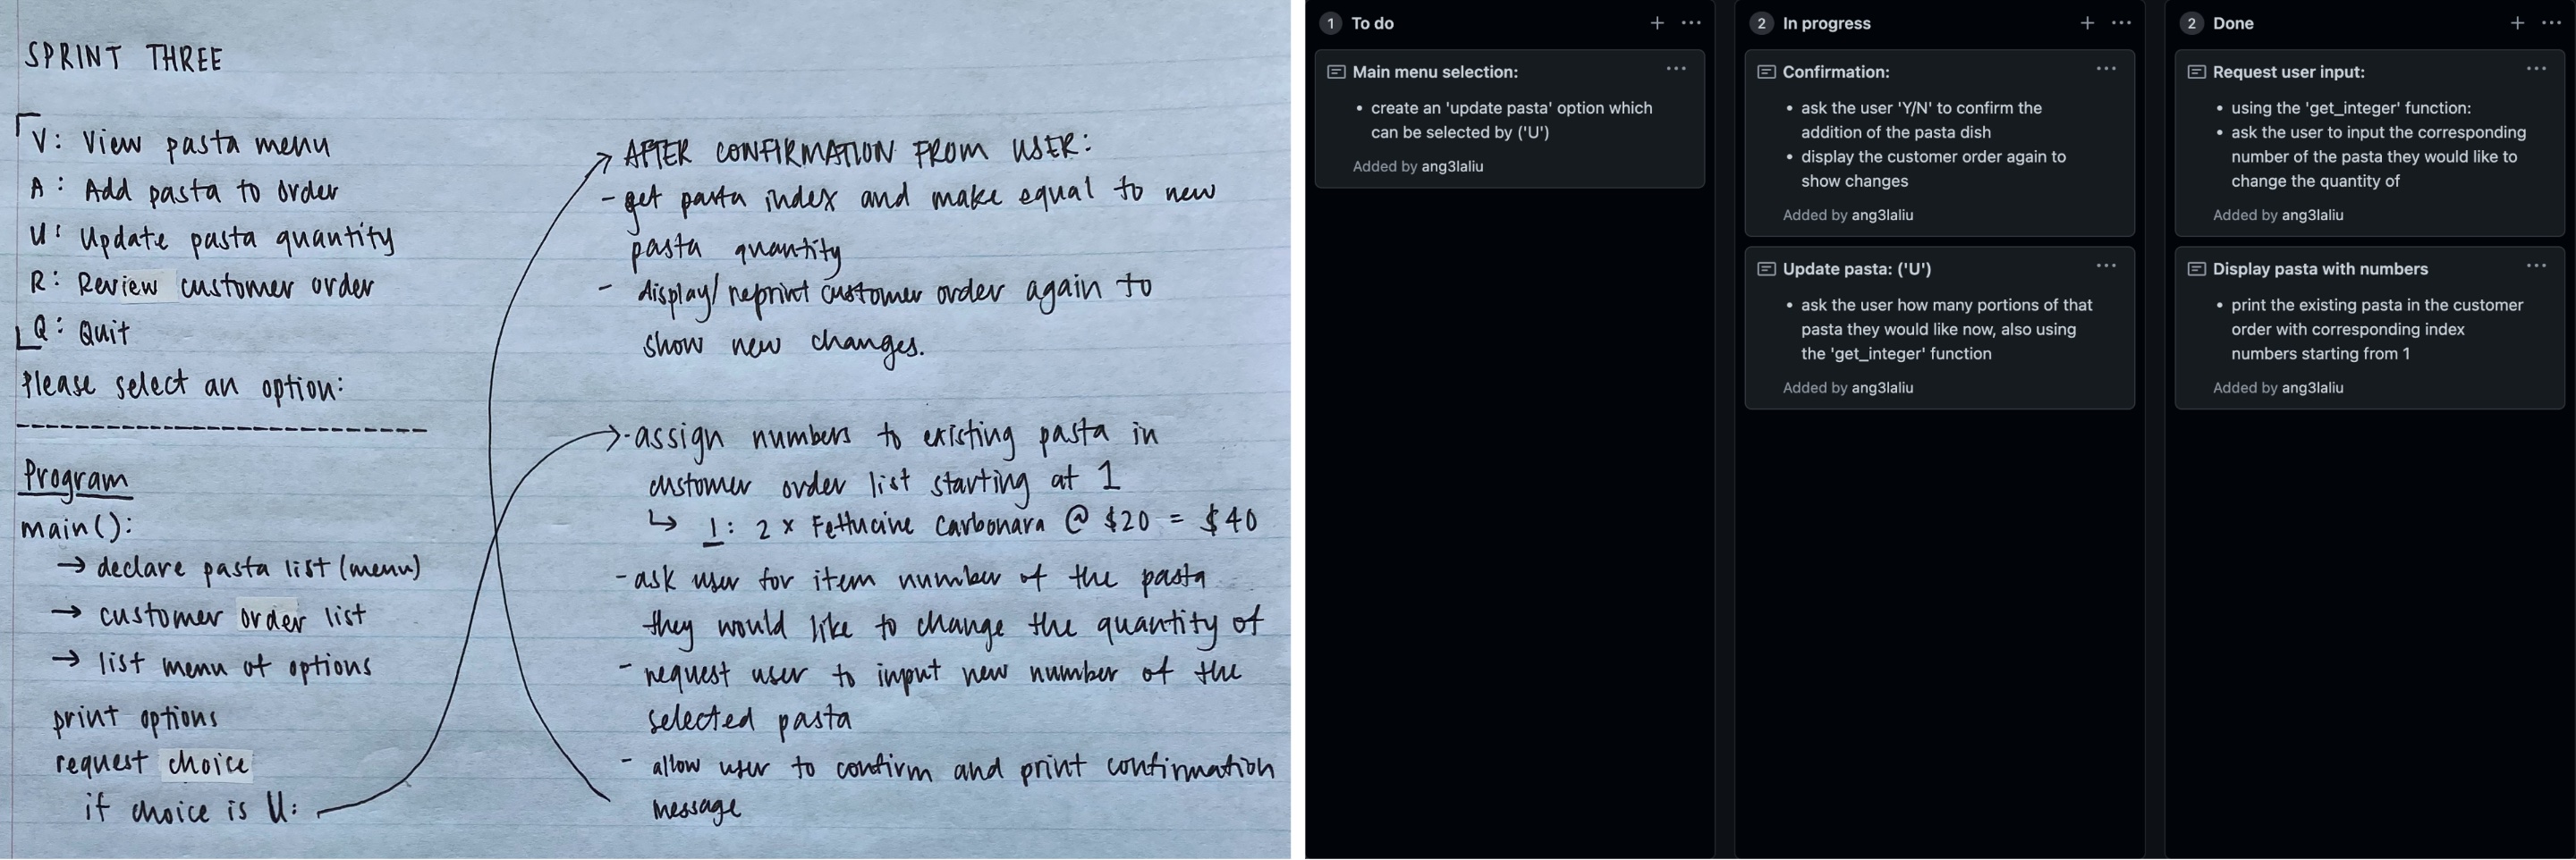 SPRINT THREE
V: View pasta menu
A: Add pasta to order
U: Update pasta quantity
R: Review customer order
Q: Quit
Please select an option:
Program
main():
→ declare pasta list (menu)
→ customer order list
→ list menu of options
print options
request choice
if choice is U:
AFTER CONFIRMATION FROM USER:
- get pasta index and make equal to new
pasta quantity
- display/reprint customer order again to
show new changes.
- assign numbers to existing pasta in
customer order list starting at 1
↳ 1: 2 x Fettucine Carbonara @ $20 = $40
- ask user for item number of the pasta
they would like to change the quantity of
- request user to input new number of the
selected pasta
- allow user to confirm and print confirmation
message
1 To do
Main menu selection:
• create an 'update pasta' option which
can be selected by ('U')
Added by ang3laliu
2 In progress
Confirmation:
• ask the user 'Y/N' to confirm the
addition of the pasta dish
• display the customer order again to
show changes
Added by ang3laliu
Update pasta: ('U')
• ask the user how many portions of that
pasta they would like now, also using
the 'get_integer' function
Added by ang3laliu
2 Done
Request user input:
• using the 'get_integer' function:
• ask the user to input the corresponding
number of the pasta they would like to
change the quantity of
Added by ang3laliu
Display pasta with numbers
• print the existing pasta in the customer
order with corresponding index
numbers starting from 1
Added by ang3laliu